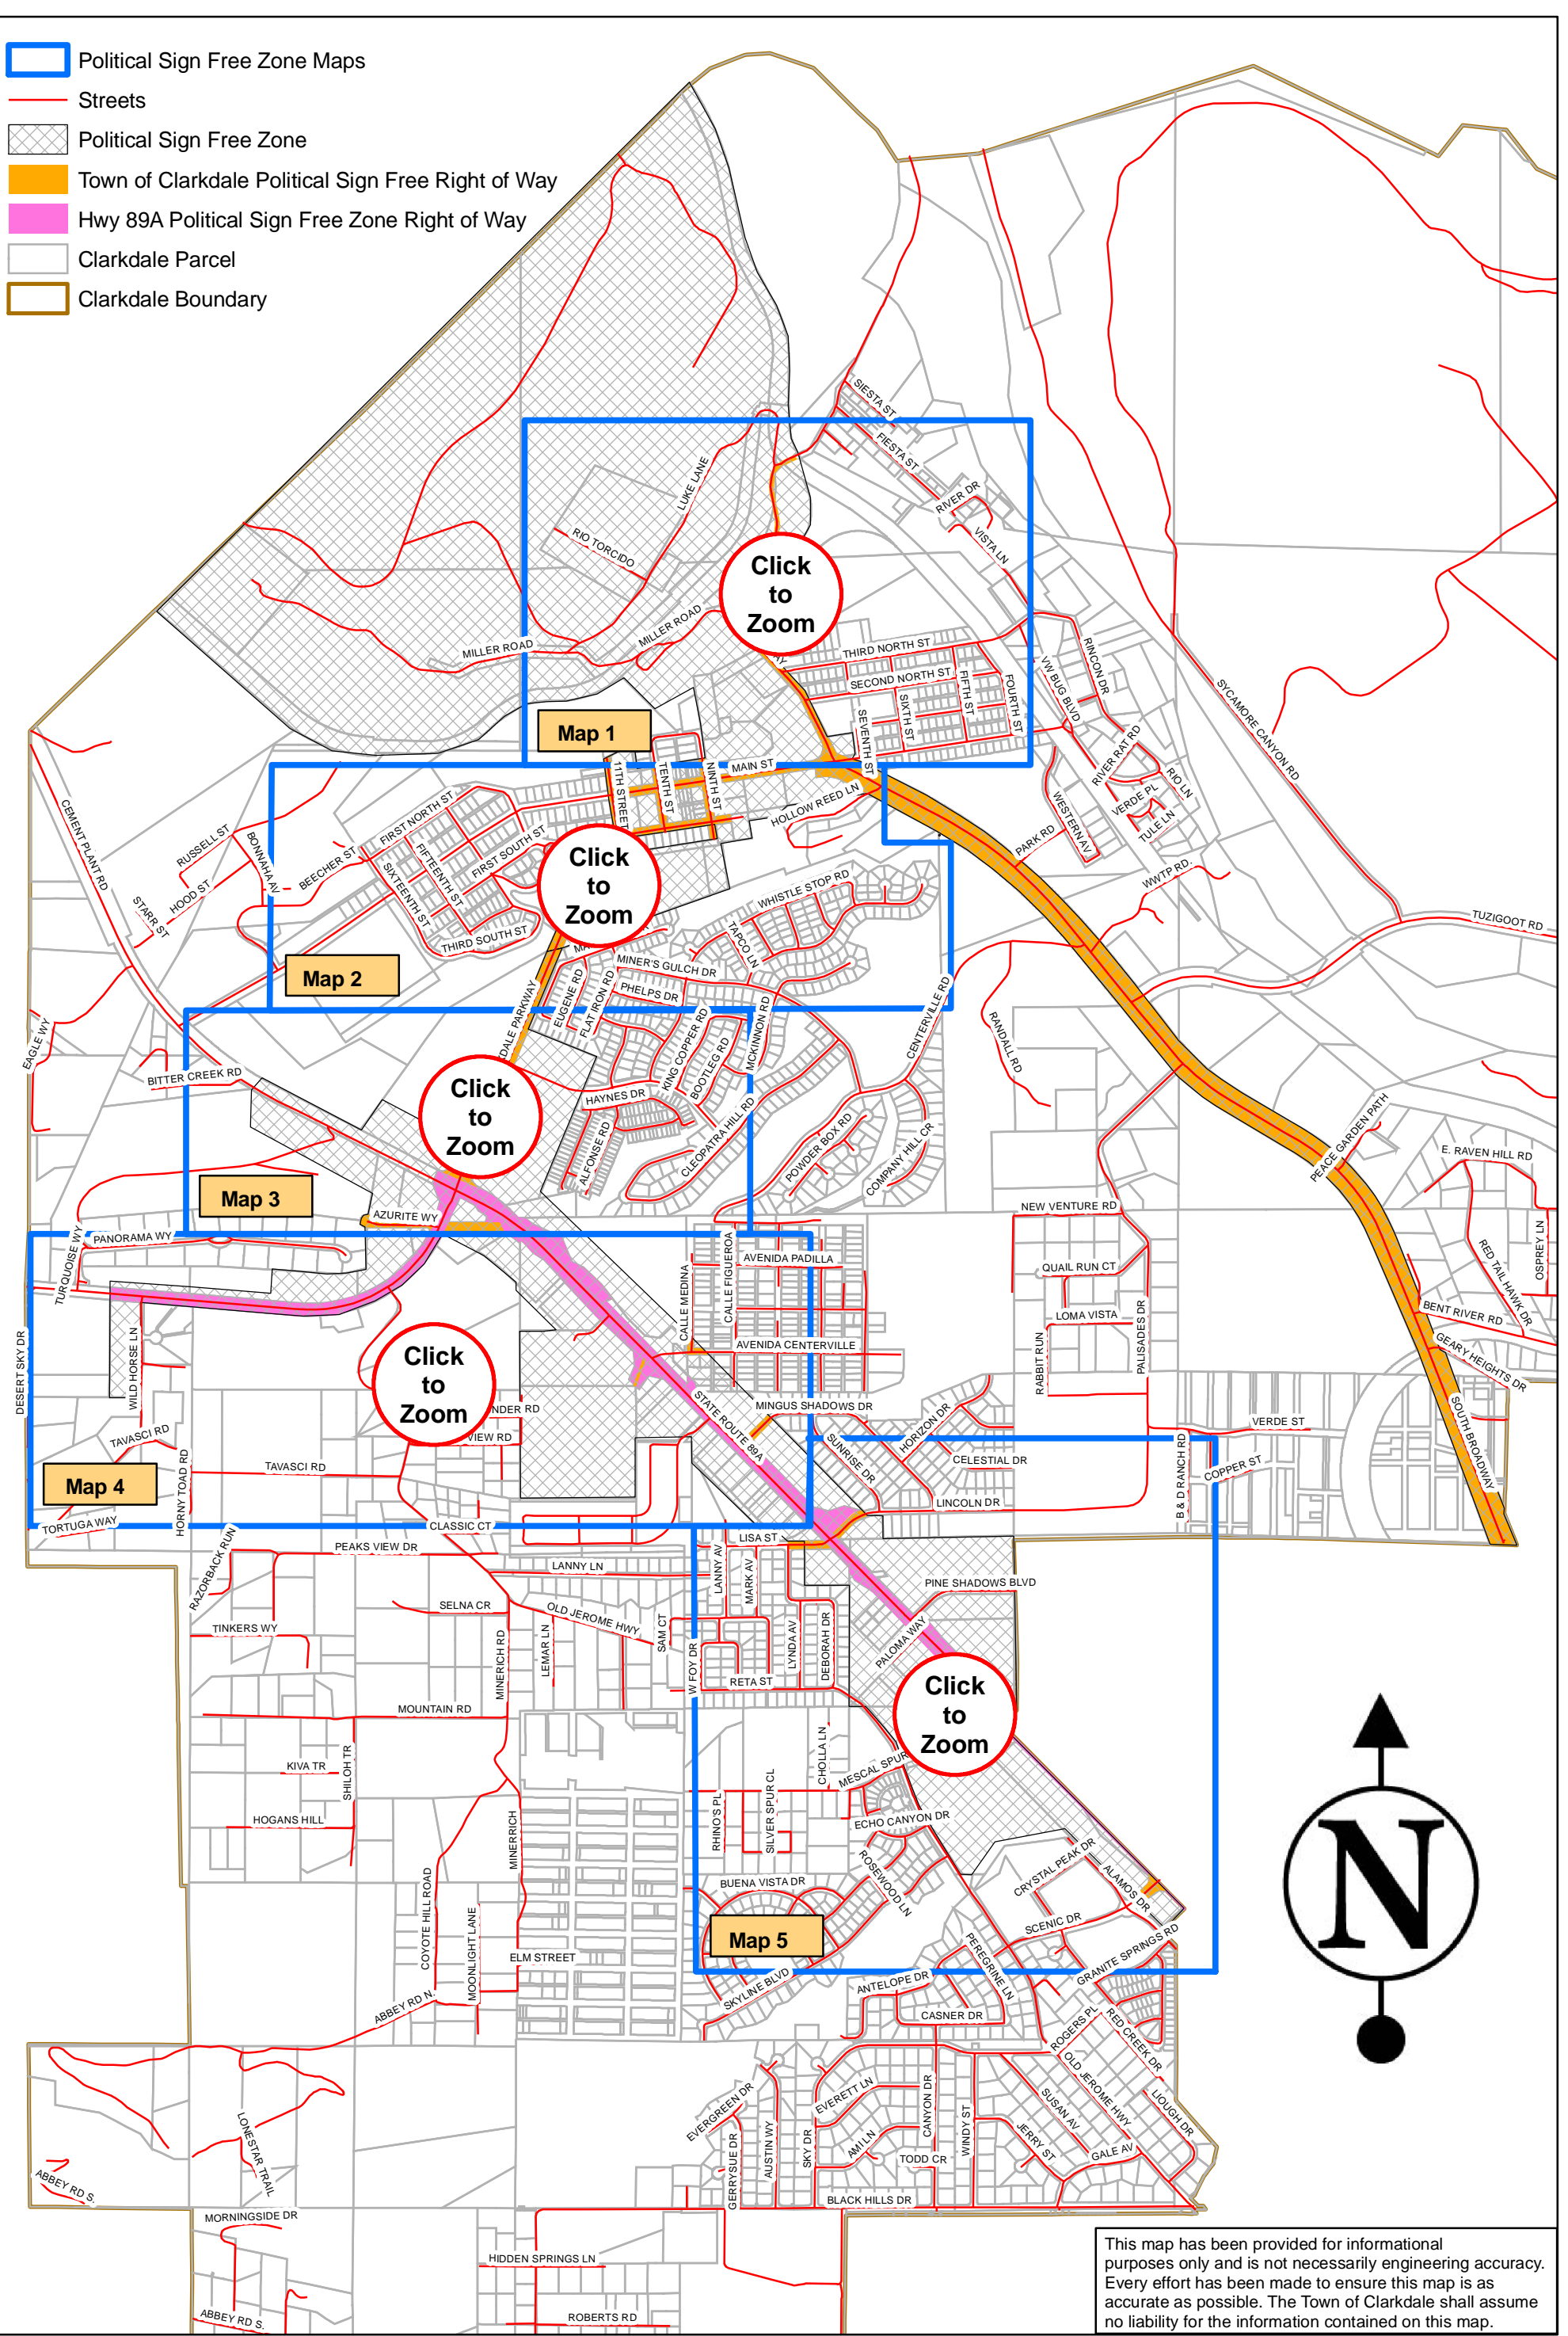 Political Sign Free Zone Maps
Streets
Political Sign Free Zone
Town of Clarkdale Political Sign Free Right of Way
Hwy 89A Political Sign Free Zone Right of Way
Clarkdale Parcel
Clarkdale Boundary
SIESTA ST
FIESTA ST
RIVER DR
VISTA LN
LUKE LANE
RIO TORCIDO
Click
to
Zoom
MILLER ROAD
MILLER ROAD
THIRD NORTH ST
SECOND NORTH ST
SIXTH ST
FIFTH ST
FOURTH ST
SEVENTH ST
VW BUG BLVD
RINCON DR
RIVER RAT RD
RIO LN
VERDE PL
TULE LN
WESTERN AV
PARK RD
WWTP RD.
SYCAMORE CANYON RD
TUZIGOOT RD
Map 1
MAIN ST
11TH STREET
TENTH ST
NINTH ST
HOLLOW REED LN
CEMENT PLANT RD
RUSSELL ST
BONNAHA AV
HOOD ST
STARR ST
BEECHER ST
FIRST NORTH ST
FIFTEENTH ST
SIXTEENTH ST
FIRST SOUTH ST
THIRD SOUTH ST
Click
to
Zoom
WHISTLE STOP RD
TAPCO LN
MINER'S GULCH DR
Map 2
PHELPS DR
EUGENE RD
FLAT IRON RD
KING COPPER RD
BOOTLEG RD
MCKINNON RD
CENTERVILLE RD
RANDALL RD
DALE PARKWAY
EAGLE WY
BITTER CREEK RD
Click
to
Zoom
HAYNES DR
ALFONSE RD
CLEOPATRA HILL RD
POWDER BOX RD
COMPANY HILL CR
PEACE GARDEN PATH
E. RAVEN HILL RD
Map 3
AZURITE WY
PANORAMA WY
TURQUOISE WY
NEW VENTURE RD
CALLE FIGUEROA
AVENIDA PADILLA
CALLE MEDINA
AVENIDA CENTERVILLE
QUAIL RUN CT
LOMA VISTA
RABBIT RUN
PALISADES DR
OSPREY LN
RED TAIL HAWK DR
BENT RIVER RD
GEARY HEIGHTS DR
SOUTH BROADWAY
DESERT SKY DR
WILD HORSE LN
Click
to
Zoom
NDER RD
VIEW RD
STATE ROUTE 89A
MINGUS SHADOWS DR
SUNRISE DR
HORIZON DR
CELESTIAL DR
LINCOLN DR
VERDE ST
B & D RANCH RD
COPPER ST
TAVASCI RD
TAVASCI RD
HORNY TOAD RD
Map 4
TORTUGA WAY
CLASSIC CT
RAZORBACK RUN
PEAKS VIEW DR
LISA ST
LANNY LN
LANNY AV
MARK AV
PINE SHADOWS BLVD
SELNA CR
OLD JEROME HWY
TINKERS WY
MINERICH RD
LEMAR LN
SAM CT
W FOY DR
LYNDA AV
DEBORAH DR
PALOMA WAY
RETA ST
Click
to
Zoom
MOUNTAIN RD
KIVA TR
SHILOH TR
HOGANS HILL
CHOLLA LN
MESCAL SPUR
RHINO'S PL
SILVER SPUR CL
ECHO CANYON DR
MINERRICH
ROSEWOOD LN
CRYSTAL PEAK DR
ALAMOS DR
BUENA VISTA DR
COYOTE HILL ROAD
MOONLIGHT LANE
ELM STREET
Map 5
SCENIC DR
PEREGRINE LN
GRANITE SPRINGS RD
SKYLINE BLVD
ANTELOPE DR
CASNER DR
ABBEY RD N.
ROGERS PL
RED CREEK DR
OLD JEROME HWY
LIOUGH DR
SUSAN AV
EVERGREEN DR
GERRYSUE DR
AUSTIN WY
SKY DR
EVERETT LN
AMI LN
CANYON DR
WINDY ST
JERRY ST
GALE AV
TODD CR
BLACK HILLS DR
LONESTAR TRAIL
ABBEY RD S.
MORNINGSIDE DR
HIDDEN SPRINGS LN
ABBEY RD S.
ROBERTS RD
N
This map has been provided for informational
purposes only and is not necessarily engineering accuracy.
Every effort has been made to ensure this map is as
accurate as possible. The Town of Clarkdale shall assume
no liability for the information contained on this map.